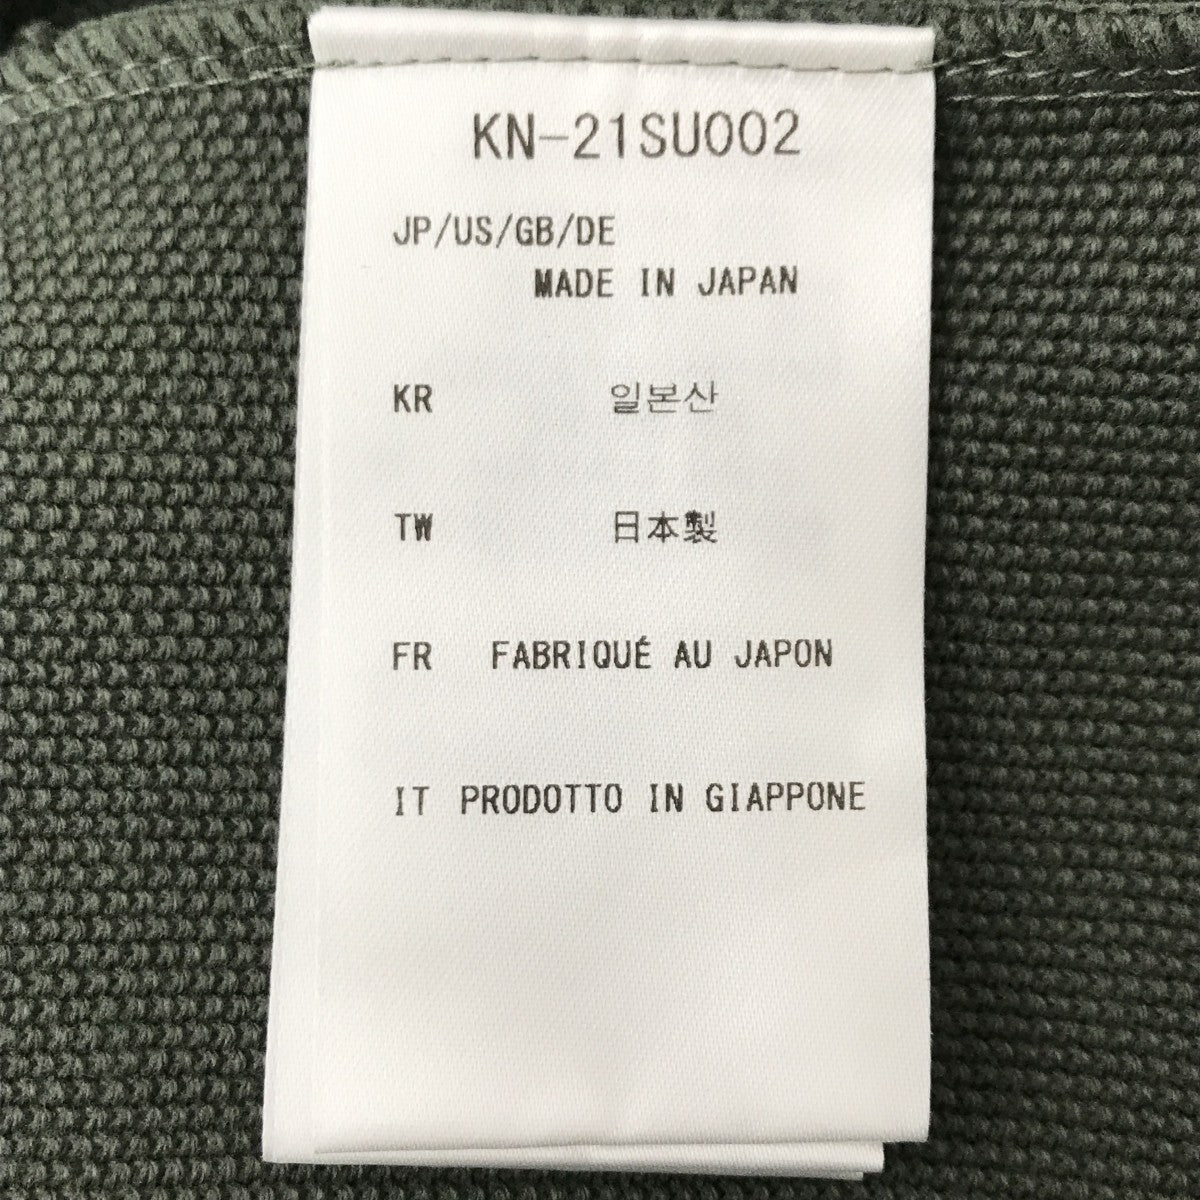 KN-21SU002
JP/US/GB/DE
MADE IN JAPAN
KR 일본산
TW 日本製
FR FABRIQUÉ AU JAPON
IT PRODOTTO IN GIAPPONE